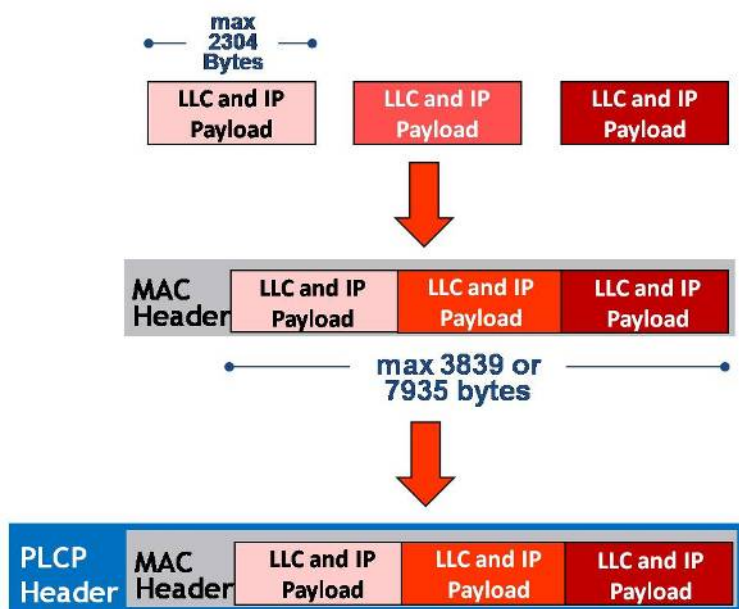 max
2304
Bytes
LLC and IP
Payload
LLC and IP
Payload
LLC and IP
Payload
MAC
Header
LLC and IP
Payload
LLC and IP
Payload
LLC and IP
Payload
max 3839 or
7935 bytes
PLCP
Header
MAC
Header
LLC and IP
Payload
LLC and IP
Payload
LLC and IP
Payload